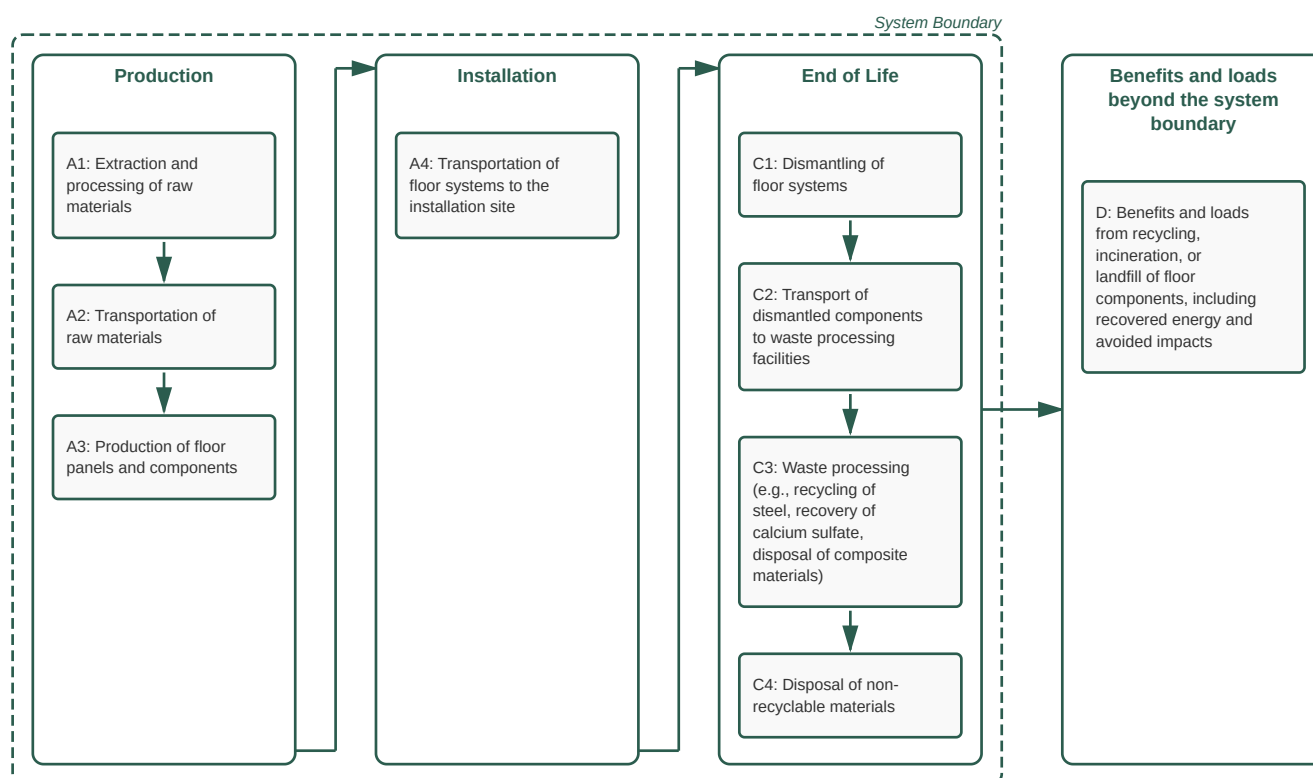 System Boundary
Production
A1: Extraction and
processing of raw
materials
A2: Transportation of
raw materials
A3: Production of floor
panels and components
Installation
A4: Transportation of
floor systems to the
installation site
End of Life
C1: Dismantling of
floor systems
C2: Transport of
dismantled components
to waste processing
facilities
C3: Waste processing
(e.g., recycling of
steel, recovery of
calcium sulfate,
disposal of composite
materials)
C4: Disposal of non-
recyclable materials
Benefits and loads
beyond the system
boundary
D: Benefits and loads
from recycling,
incineration, or
landfill of floor
components, including
recovered energy and
avoided impacts